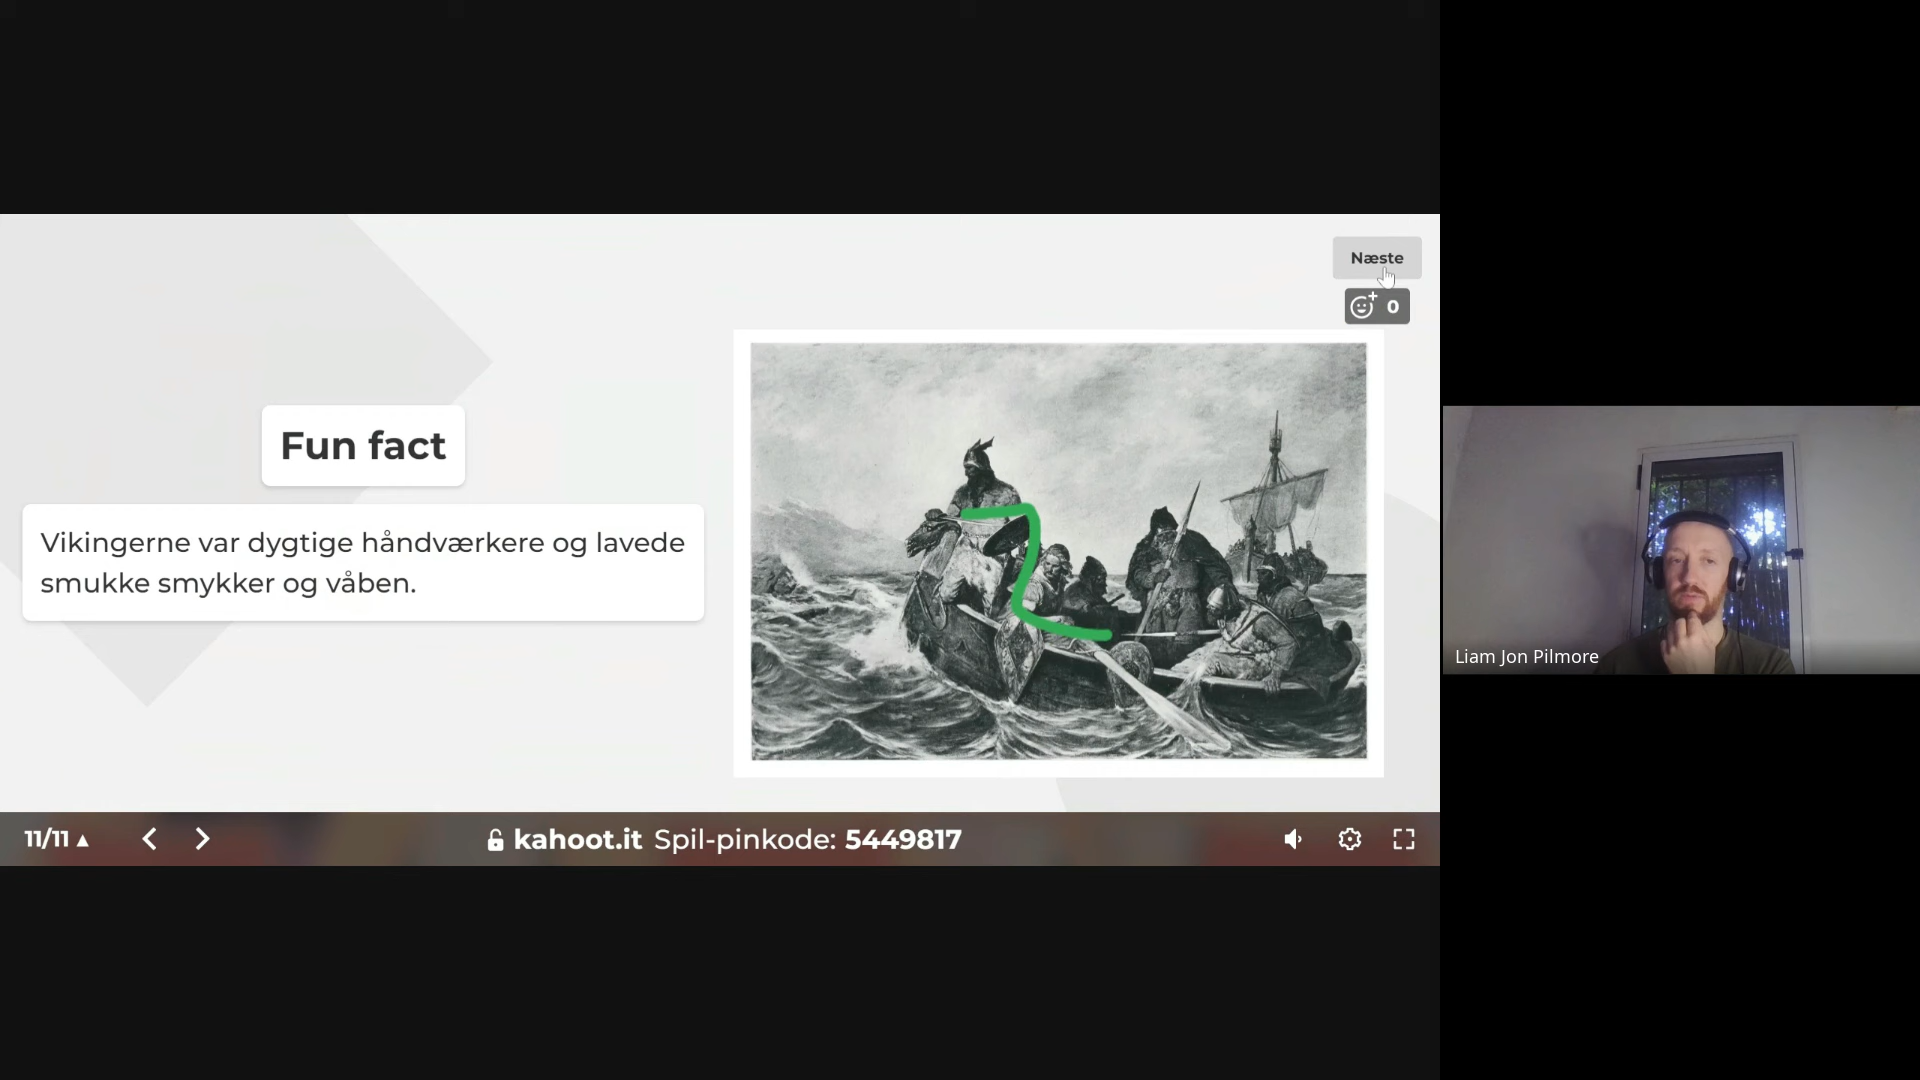 Næste
0
Fun fact
Vikingerne var dygtige håndværkere og lavede
smukke smykker og våben.
Liam Jon Pilmore
11/11
kahoot.it Spil-pinkode: 5449817